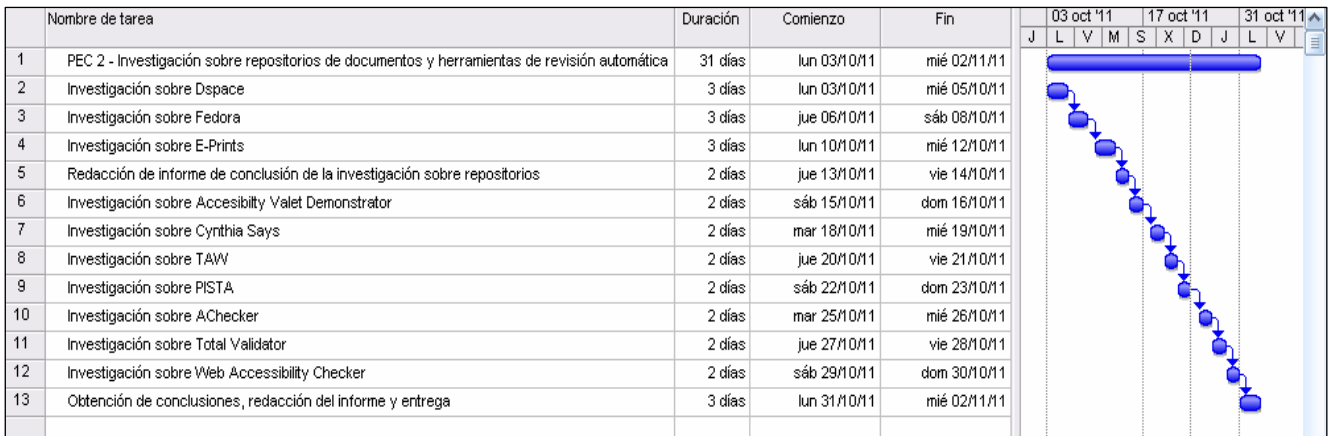 Nombre de tarea Duración Comienzo Fin 03 oct '11 17 oct '11 31 oct '11
J L V M S X D J L V
1 PEC 2 - Investigación sobre repositorios de documentos y herramientas de revisión automática 31 días lun 03/10/11 mié 02/11/11
2 Investigación sobre Dspace 3 días lun 03/10/11 mié 05/10/11
3 Investigación sobre Fedora 3 días jue 06/10/11 sáb 08/10/11
4 Investigación sobre E-Prints 3 días lun 10/10/11 mié 12/10/11
5 Redacción de informe de conclusión de la investigación sobre repositorios 2 días jue 13/10/11 vie 14/10/11
6 Investigación sobre Accesibilty Valet Demonstrator 2 días sáb 15/10/11 dom 16/10/11
7 Investigación sobre Cynthia Says 2 días mar 18/10/11 mié 19/10/11
8 Investigación sobre TAW 2 días jue 20/10/11 vie 21/10/11
9 Investigación sobre PISTA 2 días sáb 22/10/11 dom 23/10/11
10 Investigación sobre AChecker 2 días mar 25/10/11 mié 26/10/11
11 Investigación sobre Total Validator 2 días jue 27/10/11 vie 28/10/11
12 Investigación sobre Web Accessibility Checker 2 días sáb 29/10/11 dom 30/10/11
13 Obtención de conclusiones, redacción del informe y entrega 3 días lun 31/10/11 mié 02/11/11